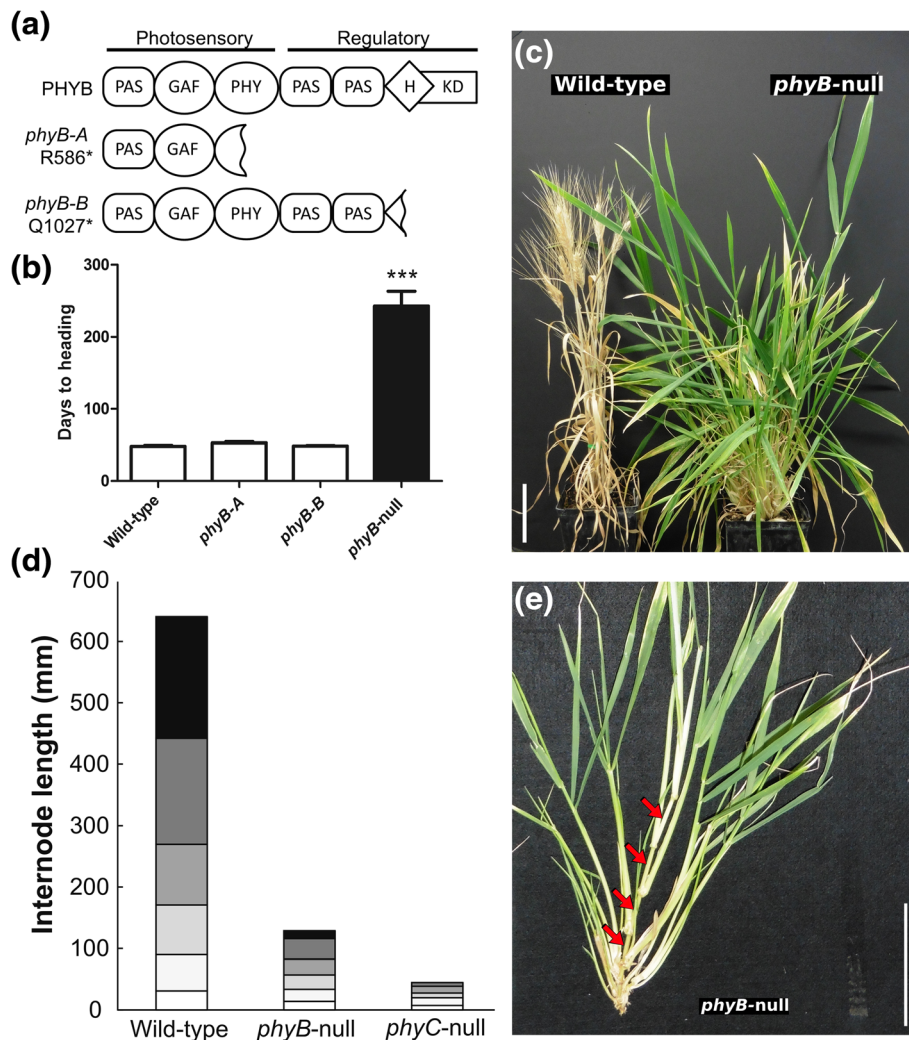 (a)
Photosensory Regulatory
PHYB PAS GAF PHY PAS PAS H KD
phyB-A
R586*
PAS GAF
phyB-B
Q1027*
PAS GAF PHY PAS PAS
(b)
Days to heading
300
200
100
0
***
Wild-type phyB-A phyB-B phyB-null
(c)
Wild-type phyB-null
(d)
Internode length (mm)
700
600
500
400
300
200
100
0
Wild-type phyB-null phyC-null
(e)
phyB-null